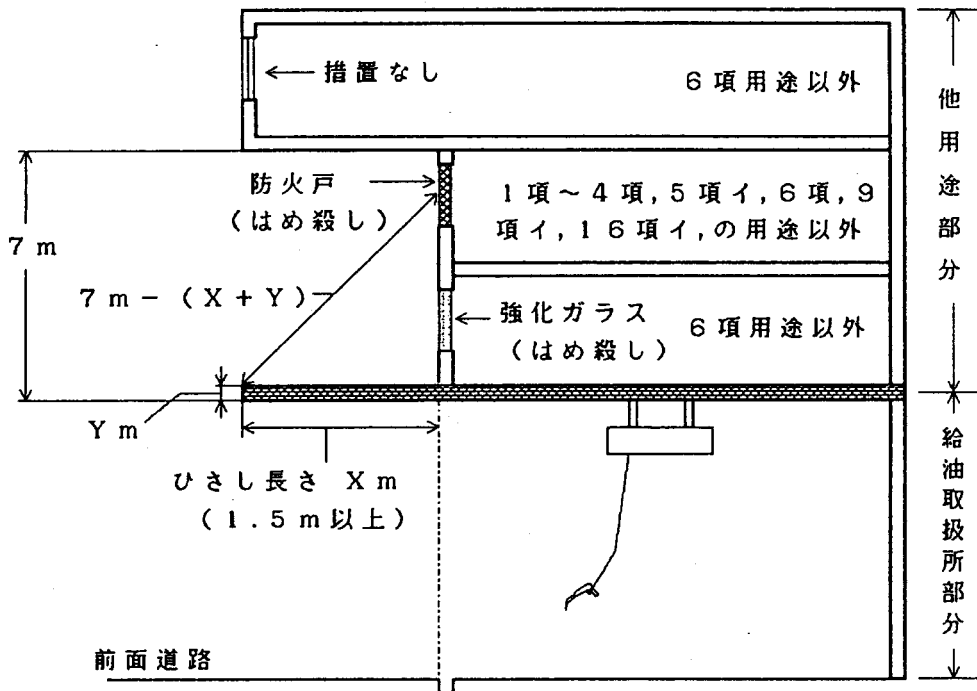 措置なし
6項用途以外
他用途部分
防火戸
(はめ殺し)
1項～4項,5項イ,6項,9
項イ,16項イ,の用途以外
7m
7m－(X＋Y)
強化ガラス
(はめ殺し)
6項用途以外
Ym
ひさし長さ Xm
(1.5m以上)
給油取扱所部分
前面道路